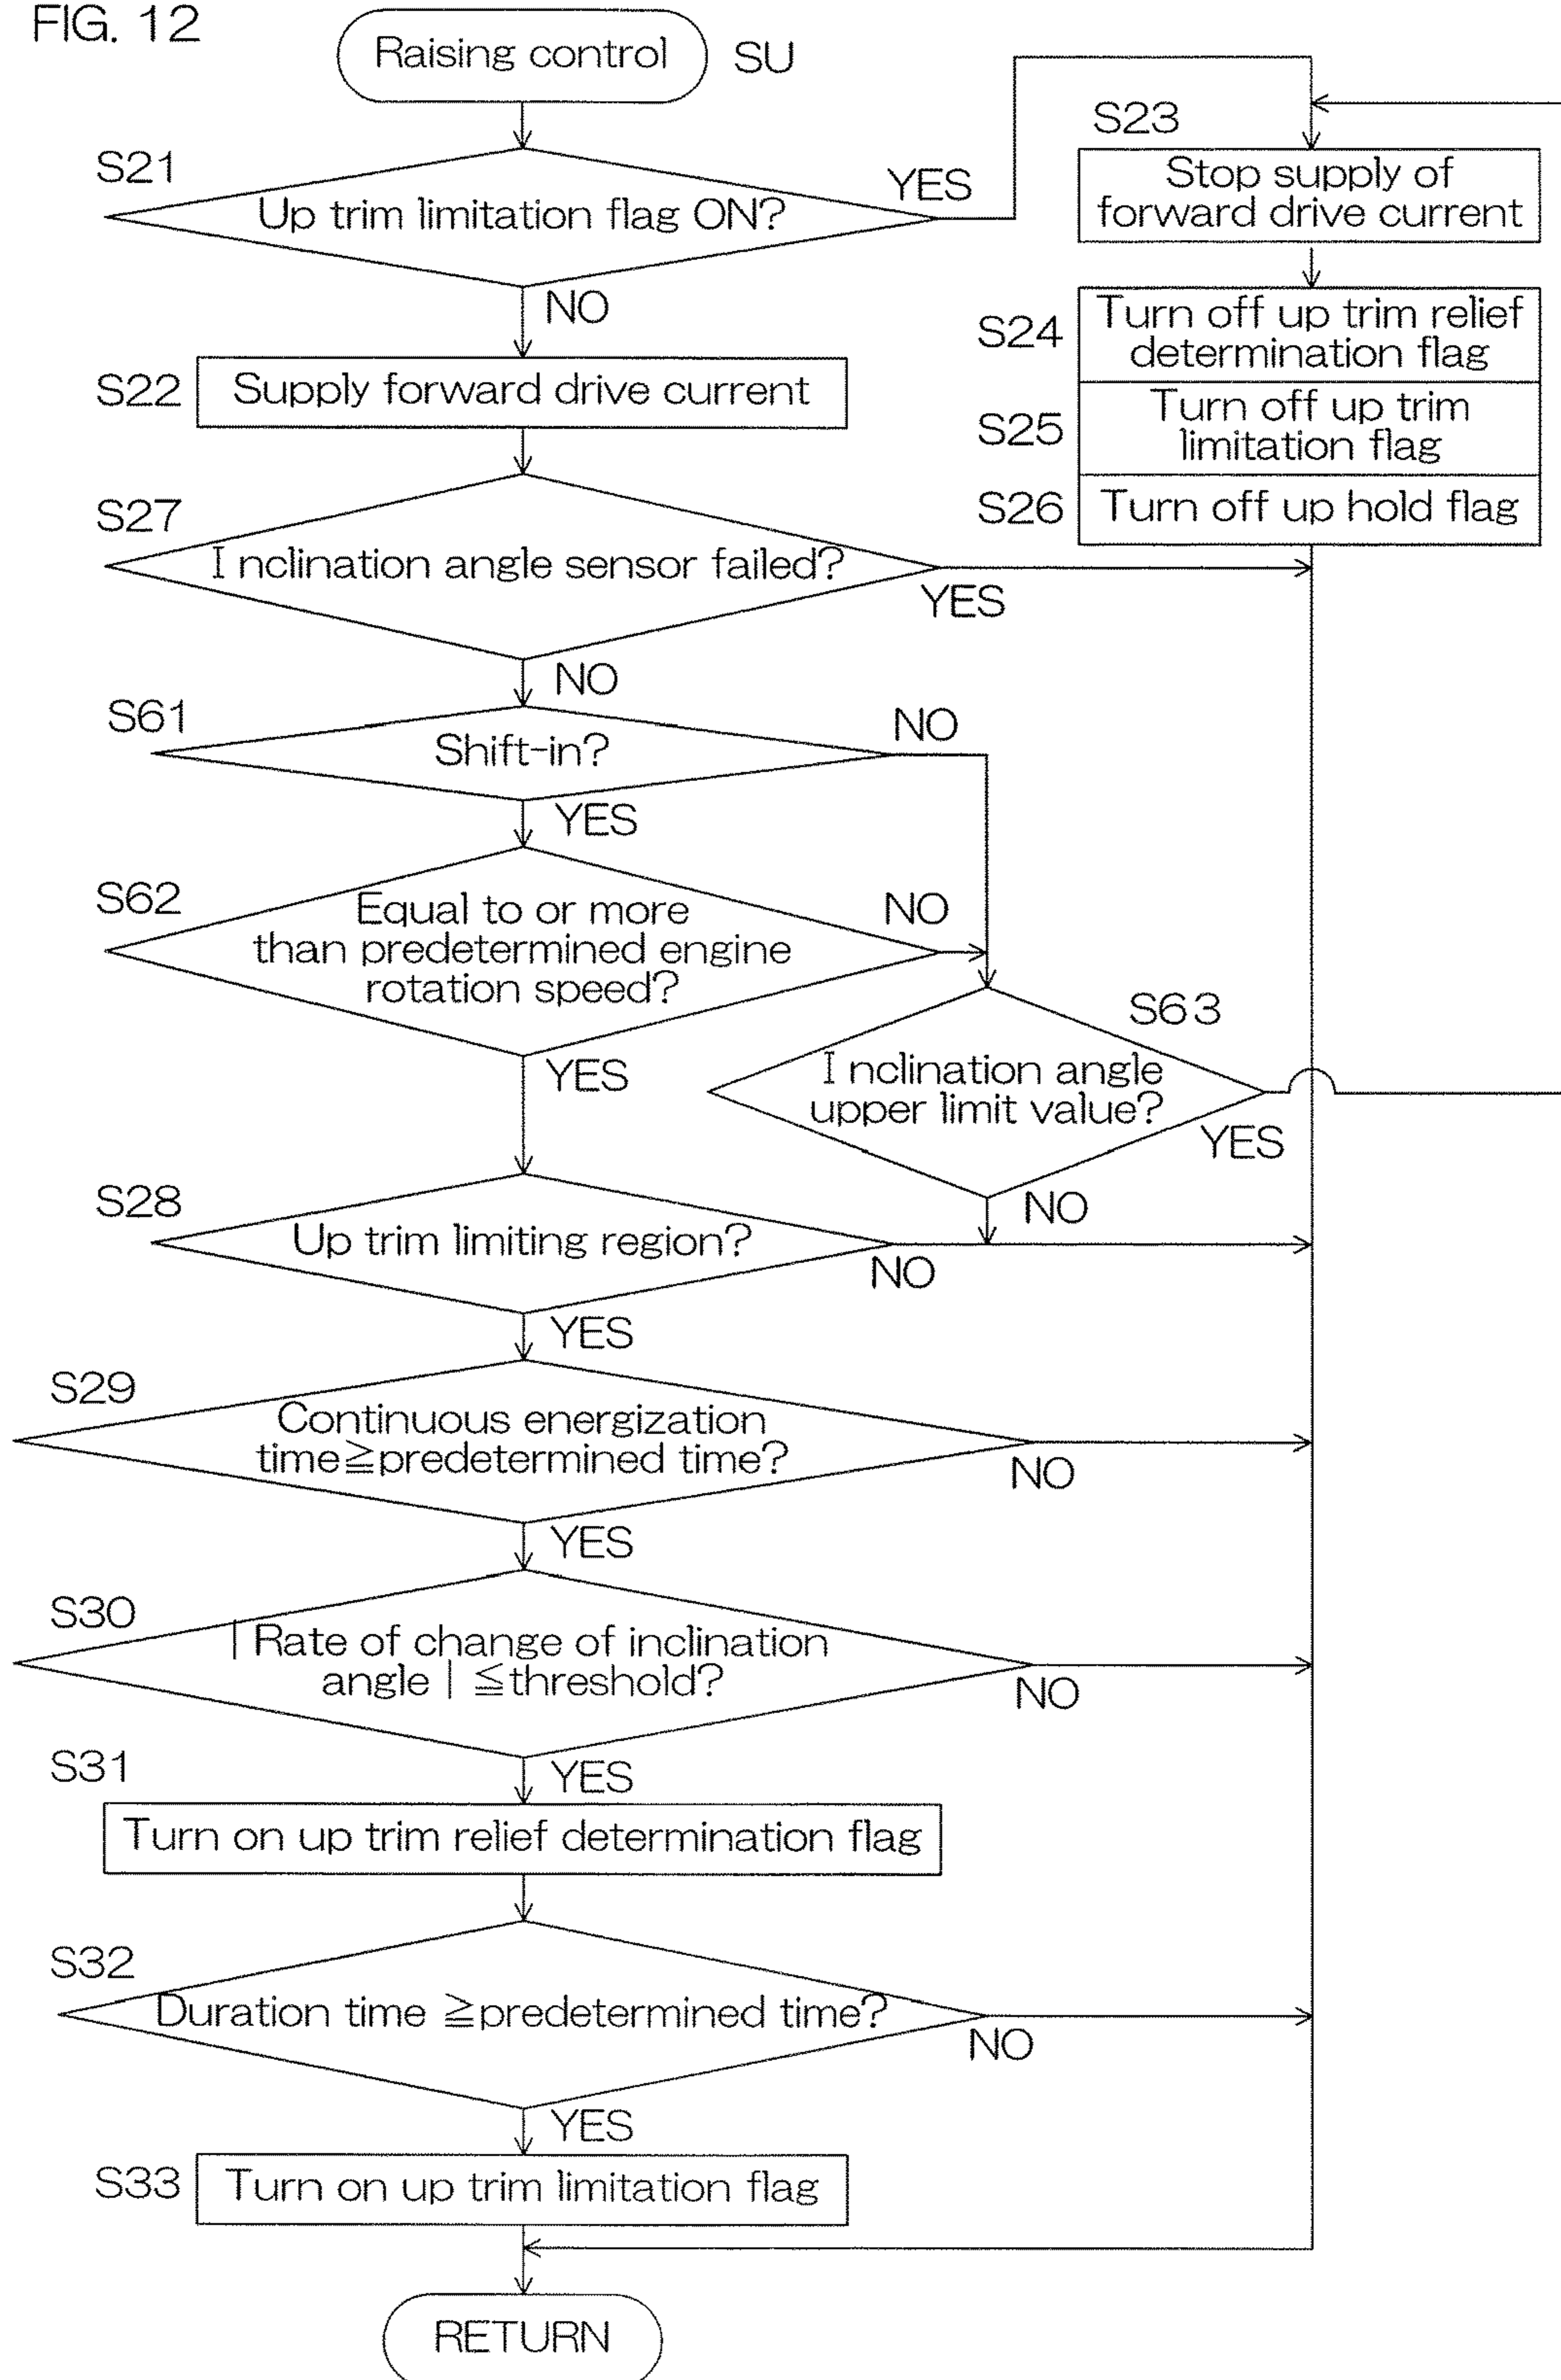 FIG. 12
Raising control
SU
S21
Up trim limitation flag ON?
YES
NO
S23
Stop supply of
forward drive current
S24
Turn off up trim relief
determination flag
S25
Turn off up trim
limitation flag
S26
Turn off up hold flag
S22
Supply forward drive current
S27
Inclination angle sensor failed?
YES
NO
S61
Shift-in?
NO
YES
S62
Equal to or more
than predetermined engine
rotation speed?
NO
YES
S63
Inclination angle
upper limit value?
YES
NO
S28
Up trim limiting region?
NO
YES
S29
Continuous energization
time≧predetermined time?
NO
YES
S30
| Rate of change of inclination
angle | ≦threshold?
NO
YES
S31
Turn on up trim relief determination flag
S32
Duration time ≧predetermined time?
NO
YES
S33
Turn on up trim limitation flag
RETURN